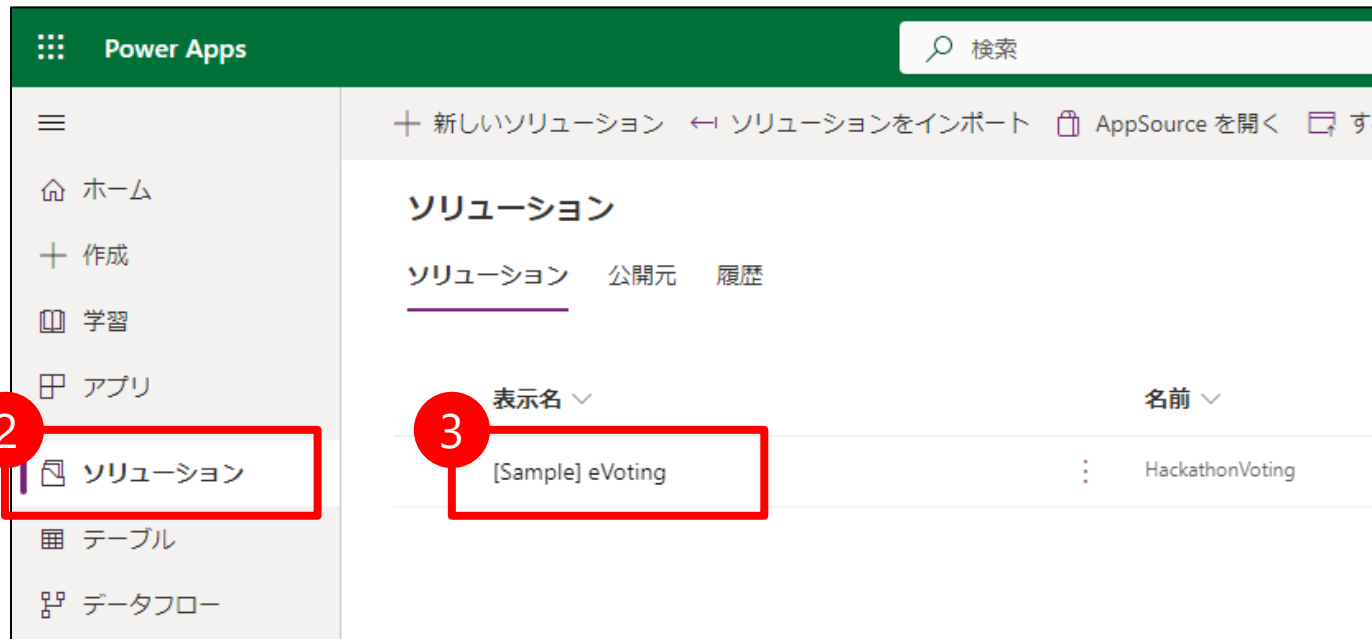 Power Apps
検索
+ 新しいソリューション ソリューションをインポート AppSource を開く す
ホーム
作成
学習
アプリ
ソリューション
テーブル
データフロー
ソリューション
ソリューション 公開元 履歴
表示名 名前
2
3
[Sample] eVoting HackathonVoting